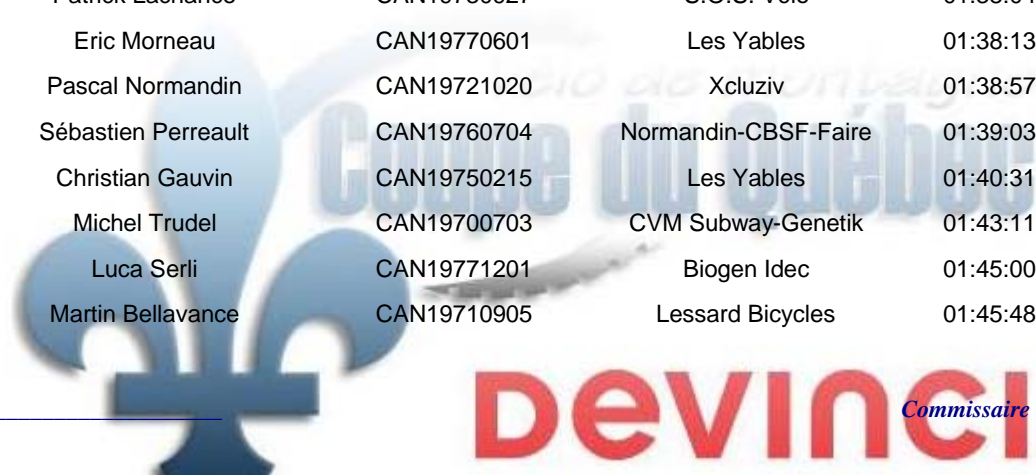 Eric Morneau CAN19770601 Les Yables 01:38:13
Pascal Normandin CAN19721020 Xcluziv 01:38:57
Sébastien Perreault CAN19760704 Normandin-CBSF-Faire 01:39:03
Christian Gauvin CAN19750215 Les Yables 01:40:31
Michel Trudel CAN19700703 CVM Subway-Genetik 01:43:11
Luca Serli CAN19771201 Biogen Idec 01:45:00
Martin Bellavance CAN19710905 Lessard Bicycles 01:45:48
Vélo de montagne
Coupe du Québec
DEVINCI
Commissaire